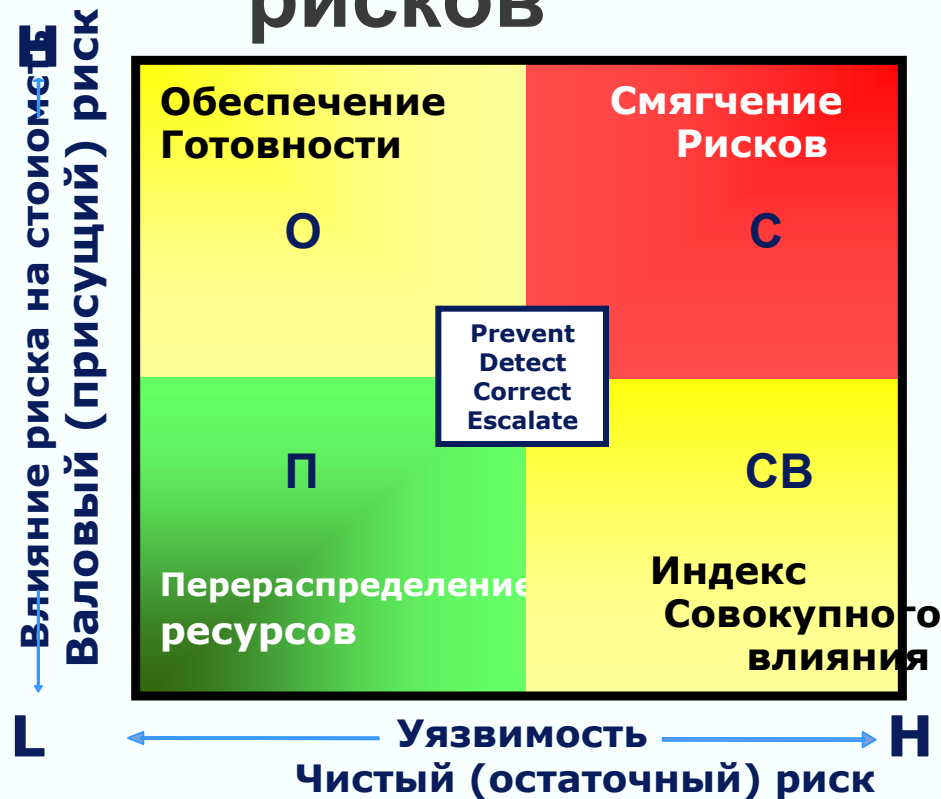 рисков
H
Влияние риска на стоимость
Валовый (присущий) риск
Обеспечение
Готовности
О
Смягчение
Рисков
С
Prevent
Detect
Correct
Escalate
П
Перераспределение
ресурсов
СВ
Индекс
Совокупного
влияния
L
Уязвимость
H
Чистый (остаточный) риск